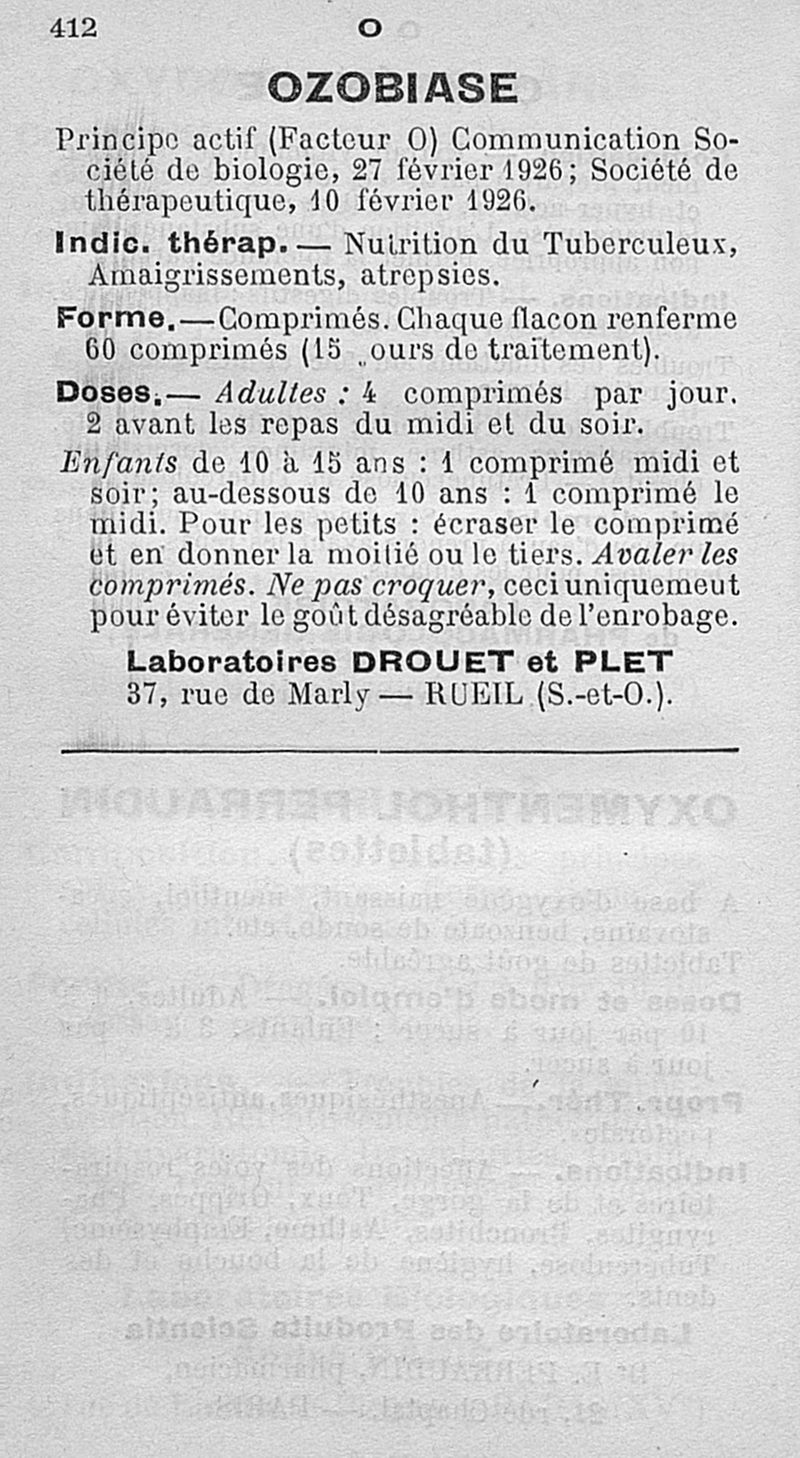 412 O
OZOBIASE
Principe actif (Facteur O) Communication So-
ciété de biologie, 27 février 1926; Société de
thérapeutique, 10 février 1926.
Indic. thérap. — Nutrition du Tuberculeux,
Amaigrissements, atrepsies.
Forme. — Comprimés. Chaque flacon renferme
60 comprimés (15 ours de traitement).
Doses. — Adultes : 4 comprimés par jour.
2 avant les repas du midi et du soir.
Enfants de 10 à 15 ans : 1 comprimé midi et
soir; au-dessous de 10 ans : 1 comprimé le
midi. Pour les petits : écraser le comprimé
et en donner la moitié ou le tiers. Avaler les
comprimés. Ne pas croquer, ceci uniquemeut
pour éviter le goût désagréable de l'enrobage.
Laboratoires DROUET et PLET
37, rue de Marly — RUEIL (S.-et-O.).